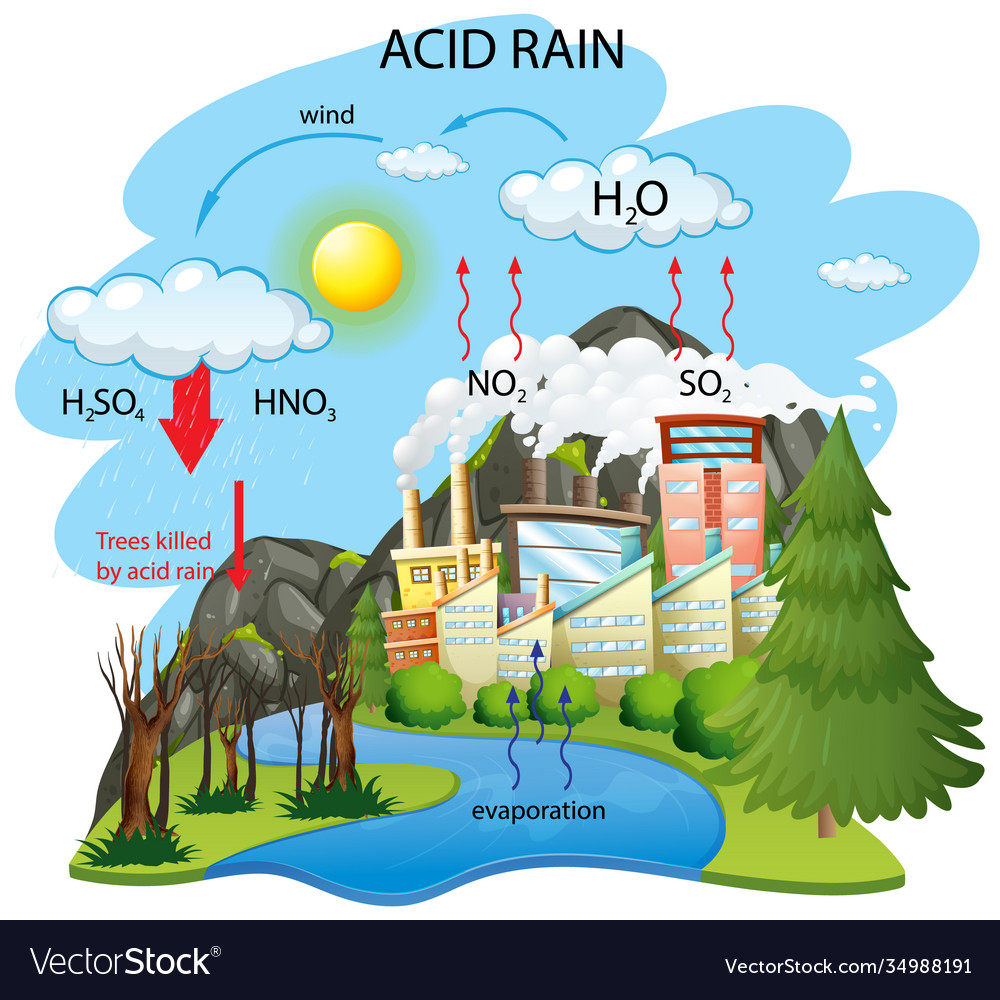 ACID RAIN
wind
H₂O
NO₂
SO₂
H₂SO₄
HNO₃
Trees killed
by acid rain
evaporation
VectorStock®
VectorStock.com/34988191